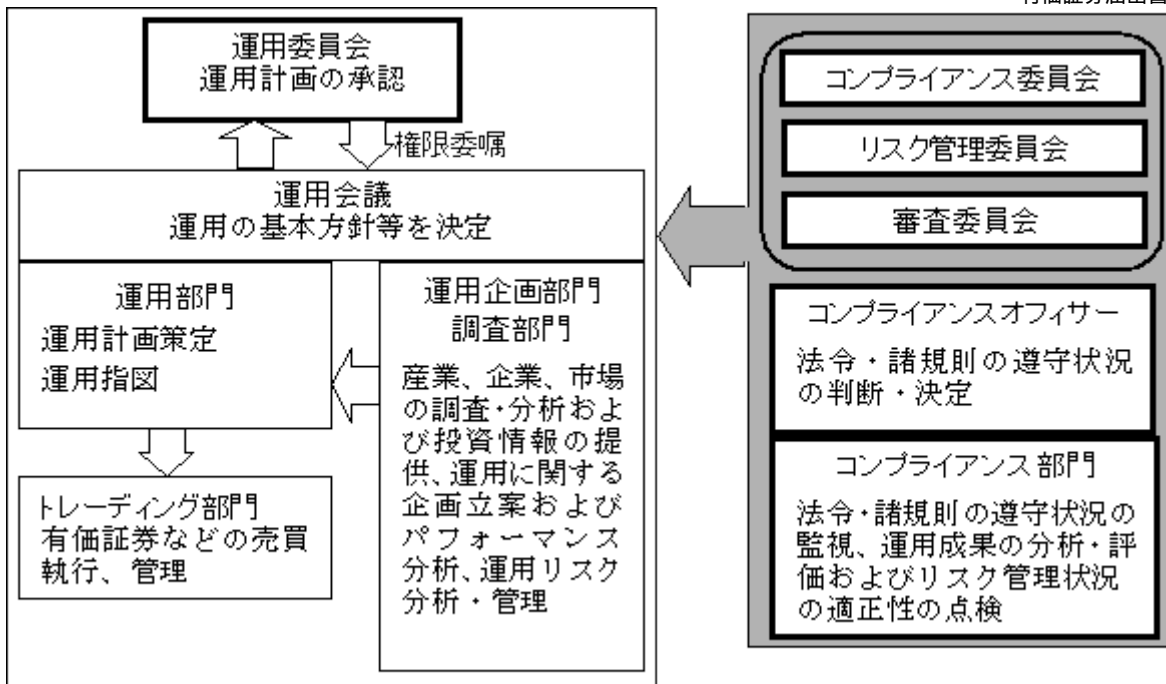 運用委員会
運用計画の承認
権限委嘱
運用会議
運用の基本方針等を決定
運用部門
運用計画策定
運用指図
トレーディング部門
有価証券などの売買
執行、管理
運用企画部門
調査部門
産業、企業、市場
の調査・分析およ
び投資情報の提
供、運用に関する
企画立案および
パフォーマンス
分析、運用リスク
分析・管理
コンプライアンス委員会
リスク管理委員会
審査委員会
コンプライアンスオフィサー
法令・諸規則の遵守状況
の判断・決定
コンプライアンス部門
法令・諸規則の遵守状況の
監視、運用成果の分析・評
価およびリスク管理状況
の適正性の点検